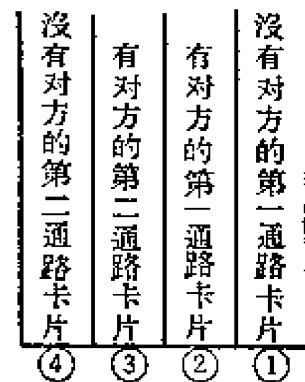 沒有对方的第一通路卡片
①
有对方的第一通路卡片
②
有对方的第二通路卡片
③
沒有对方的第二通路卡片
④